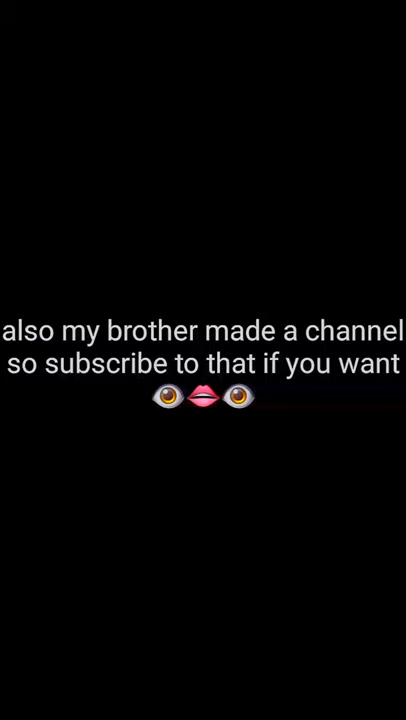 also my brother made a channel
so subscribe to that if you want
👁👄👁